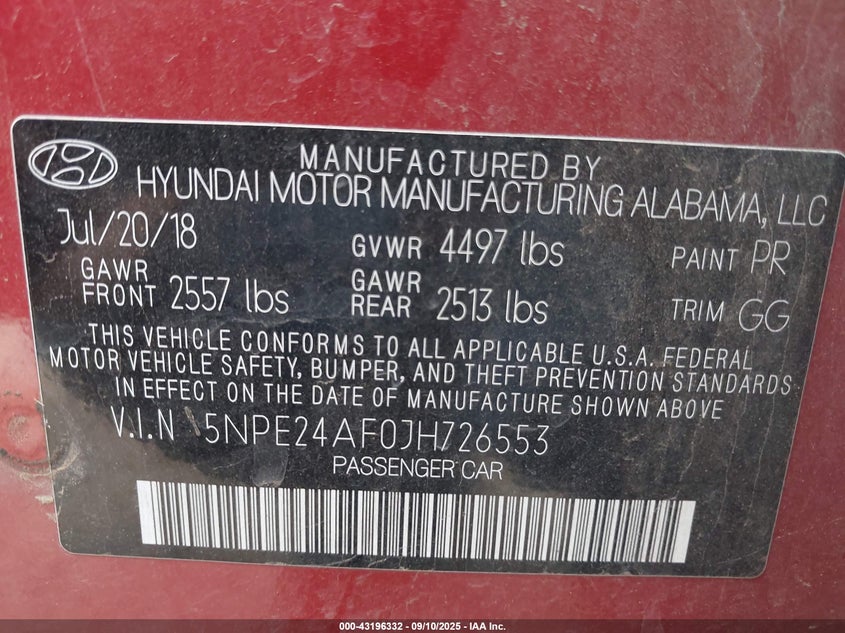 MANUFACTURED BY
HYUNDAI MOTOR MANUFACTURING ALABAMA, LLC
Jul/20/18 GVWR 4497 lbs PAINT PR
GAWR FRONT 2557 lbs GAWR REAR 2513 lbs TRIM GG
THIS VEHICLE CONFORMS TO ALL APPLICABLE U.S.A. FEDERAL
MOTOR VEHICLE SAFETY, BUMPER, AND THEFT PREVENTION STANDARDS
IN EFFECT ON THE DATE OF MANUFACTURE SHOWN ABOVE
V.I.N 5NPE24AF0JH726553
PASSENGER CAR
000-43196332 - 09/10/2025 - IAA Inc.